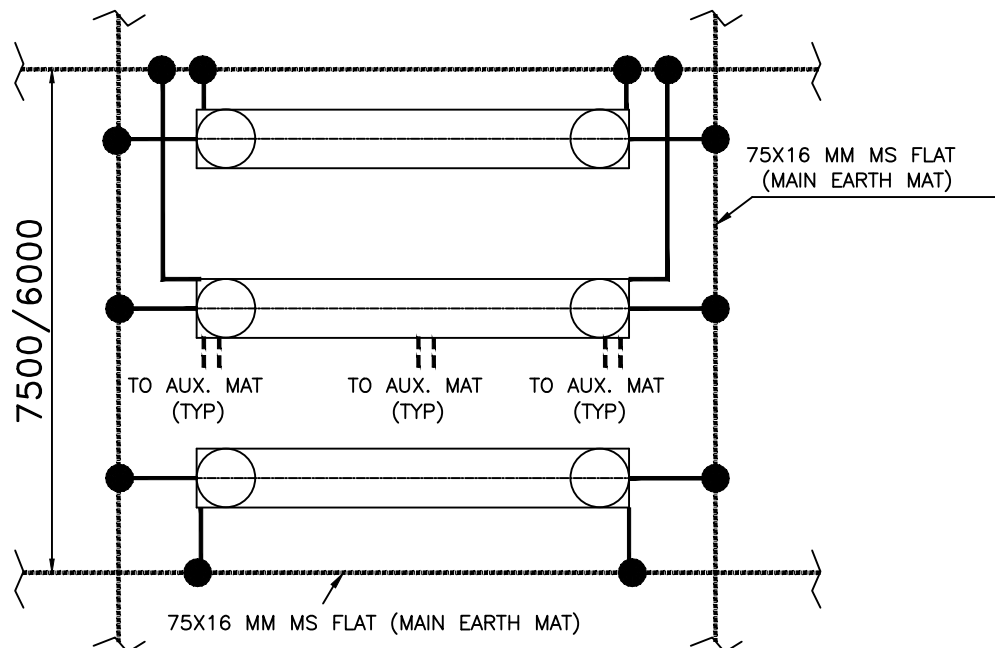 75X16 MM MS FLAT
(MAIN EARTH MAT)
7500/6000
TO AUX. MAT
(TYP)
TO AUX. MAT
(TYP)
TO AUX. MAT
(TYP)
75X16 MM MS FLAT (MAIN EARTH MAT)